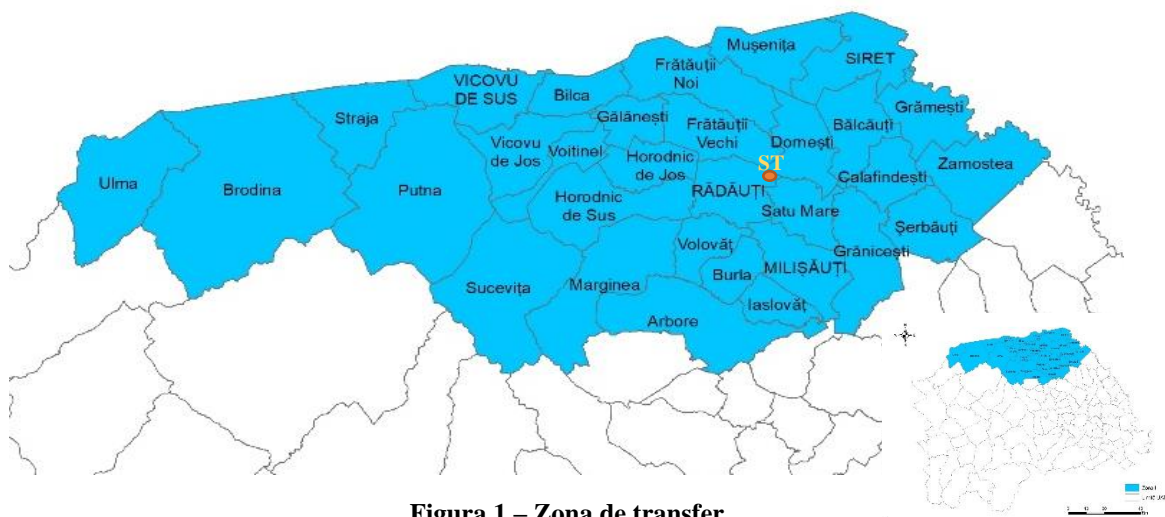 Mușenița
SIRET
Frătăuții
Noi
VICOVU
DE SUS
Bilca
Grămești
Gălănești
Straja
Frătăuții
Vechi
Bălcăuți
Vicovu
de Jos
Voitinel
Dornești
Horodnic
de Jos
ST
Zamostea
Calafindești
Ulma
Brodina
Putna
RĂDĂUȚI
Horodnic
de Sus
Satu Mare
Șerbăuți
Volovăț
Grănicești
Burla
MILIȘĂUȚI
Sucevița
Marginea
Iaslovăț
Arbore
Figura 1 – Zona de transfer